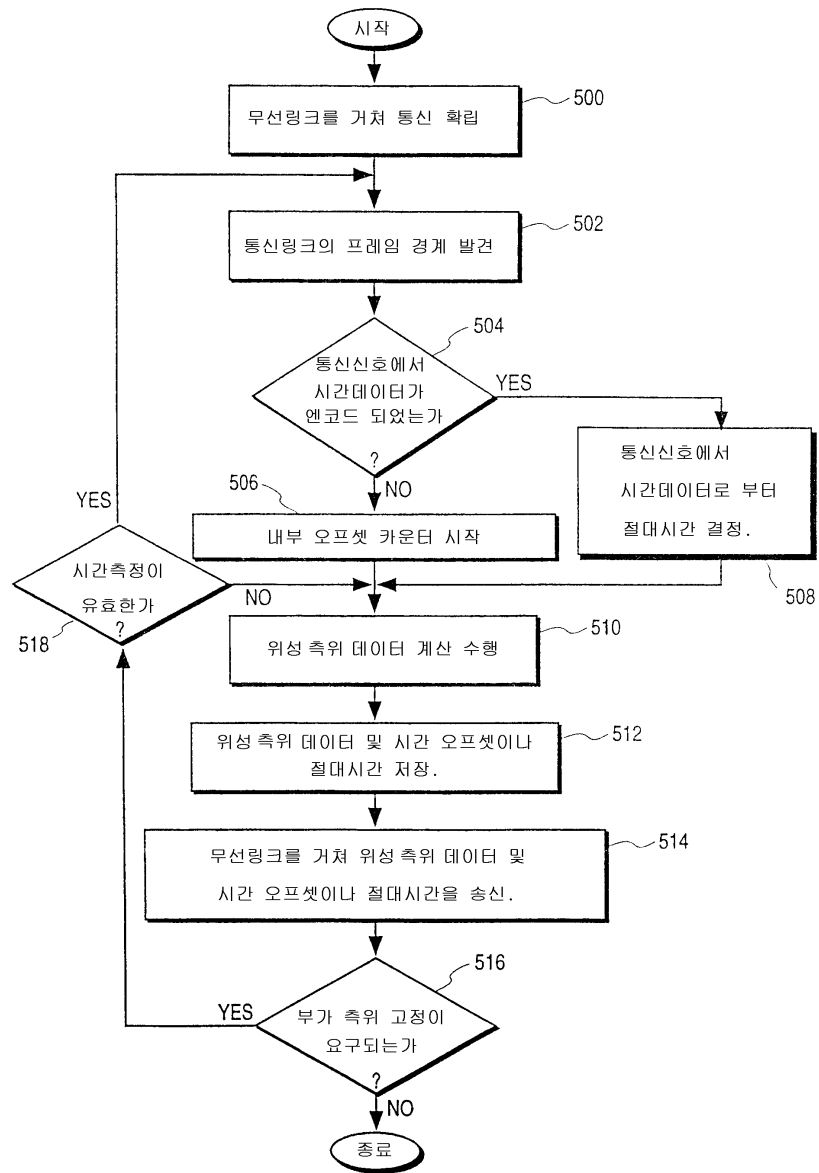 시작
무선링크를 거쳐 통신 확립
500
통신링크의 프레임 경계 발견
502
504
통신신호에서
시간데이터가
엔코드 되었는가
?
YES
NO
통신신호에서
시간데이터로 부터
절대시간 결정.
508
506
내부 오프셋 카운터 시작
YES
시간측정이
유효한가
?
NO
518
위성 측위 데이터 계산 수행
510
위성 측위 데이터 및 시간 오프셋이나
절대시간 저장.
512
무선링크를 거쳐 위성 측위 데이터 및
시간 오프셋이나 절대시간을 송신.
514
516
부가 측위 고정이
요구되는가
?
YES
NO
종료